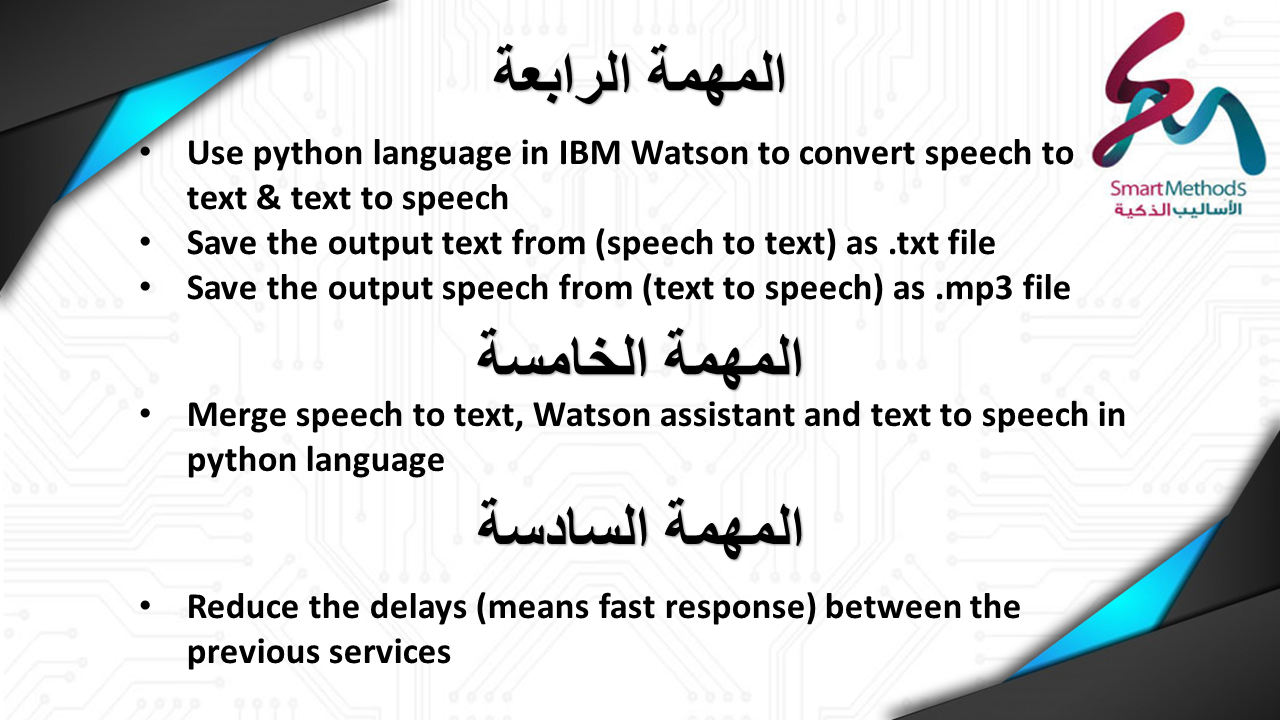 المهمة الرابعة
SmartMethodS
الأساليب الذكية
• Use python language in IBM Watson to convert speech to
text & text to speech
• Save the output text from (speech to text) as .txt file
• Save the output speech from (text to speech) as .mp3 file
المهمة الخامسة
• Merge speech to text, Watson assistant and text to speech in
python language
المهمة السادسة
• Reduce the delays (means fast response) between the
previous services